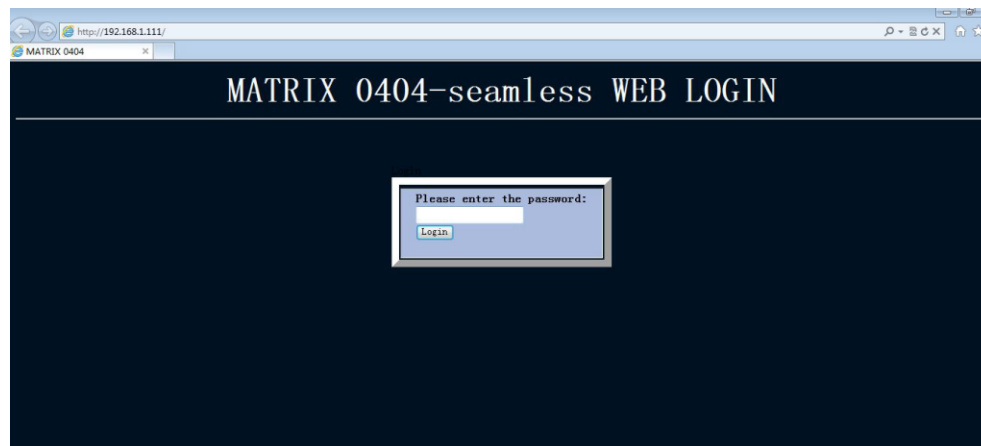 http://192.168.1.111/
MATRIX 0404
MATRIX 0404-seamless WEB LOGIN
Please enter the password:
Login